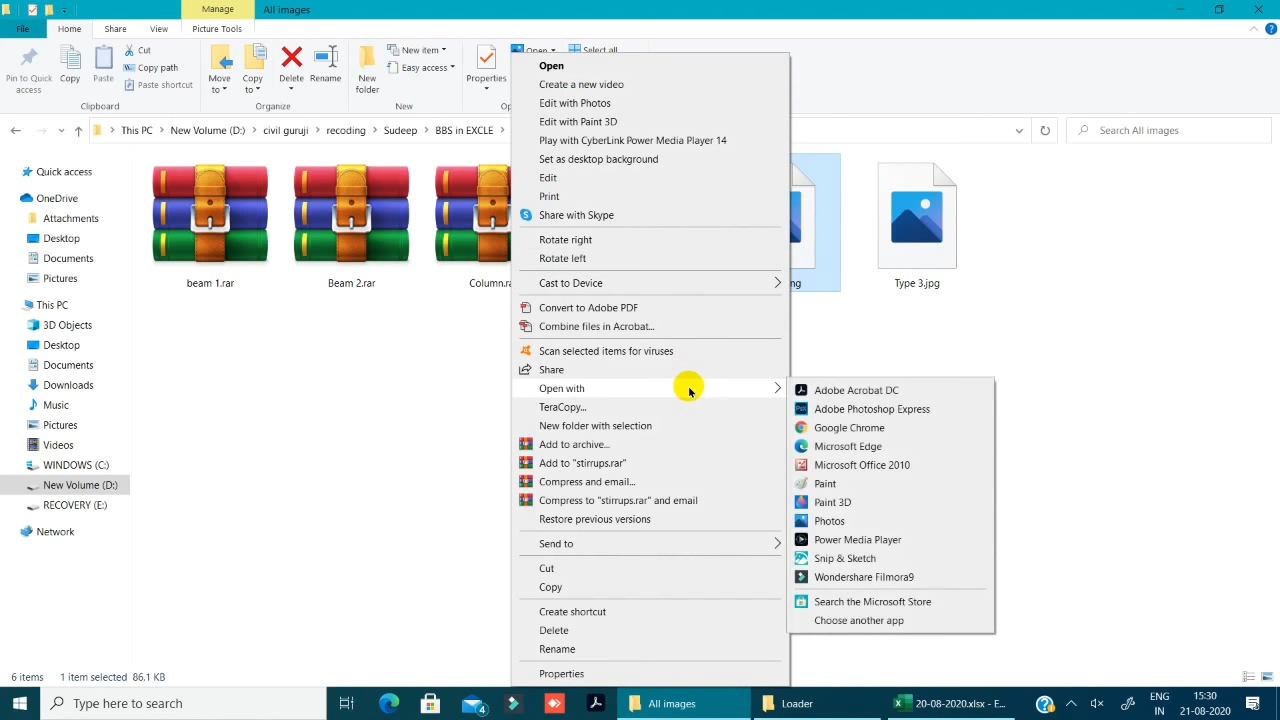 Manage
All images
File
Home
Share
View
Picture Tools
Pin to Quick access
Copy
Paste
Cut
Copy path
Paste shortcut
Clipboard
Move to
Copy to
Delete
Rename
Organize
New folder
New item
Easy access
New
Properties
Open
Select all
This PC
New Volume (D:)
civil guruji
recoding
Sudeep
BBS in EXCLE
Search All images
Quick access
OneDrive
Attachments
Desktop
Documents
Pictures
This PC
3D Objects
Desktop
Documents
Downloads
Music
Pictures
Videos
WINDOWS (C:)
New Volume (D:)
RECOVERY (E:)
Network
beam 1.rar
Beam 2.rar
Type 3.jpg
Open
Create a new video
Edit with Photos
Edit with Paint 3D
Play with CyberLink Power Media Player 14
Set as desktop background
Edit
Print
Share with Skype
Rotate right
Rotate left
Cast to Device
Convert to Adobe PDF
Combine files in Acrobat...
Scan selected items for viruses
Share
Open with
TeraCopy...
New folder with selection
Add to archive...
Add to "stirrups.rar"
Compress and email...
Compress to "stirrups.rar" and email
Restore previous versions
Send to
Cut
Copy
Create shortcut
Delete
Rename
Properties
Adobe Acrobat DC
Adobe Photoshop Express
Google Chrome
Microsoft Edge
Microsoft Office 2010
Paint
Paint 3D
Photos
Power Media Player
Snip & Sketch
Wondershare Filmora9
Search the Microsoft Store
Choose another app
6 items
1 item selected 86.1 KB
Type here to search
4
All images
Loader
20-08-2020.xlsx - E...
ENG
IN
15:30
21-08-2020